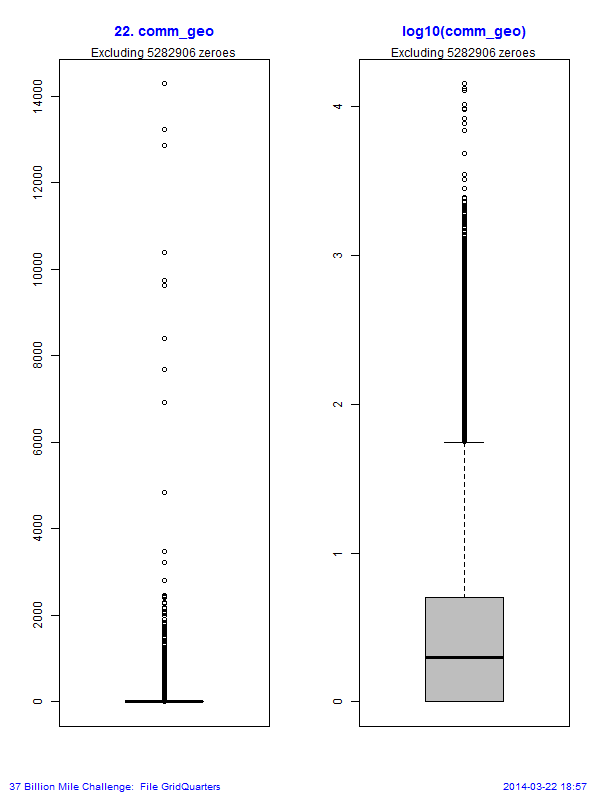 22. comm_geo
Excluding 5282906 zeroes
14000
12000
10000
8000
6000
4000
2000
0
log10(comm_geo)
Excluding 5282906 zeroes
4
3
2
1
0
37 Billion Mile Challenge:  File GridQuarters
2014-03-22 18:57